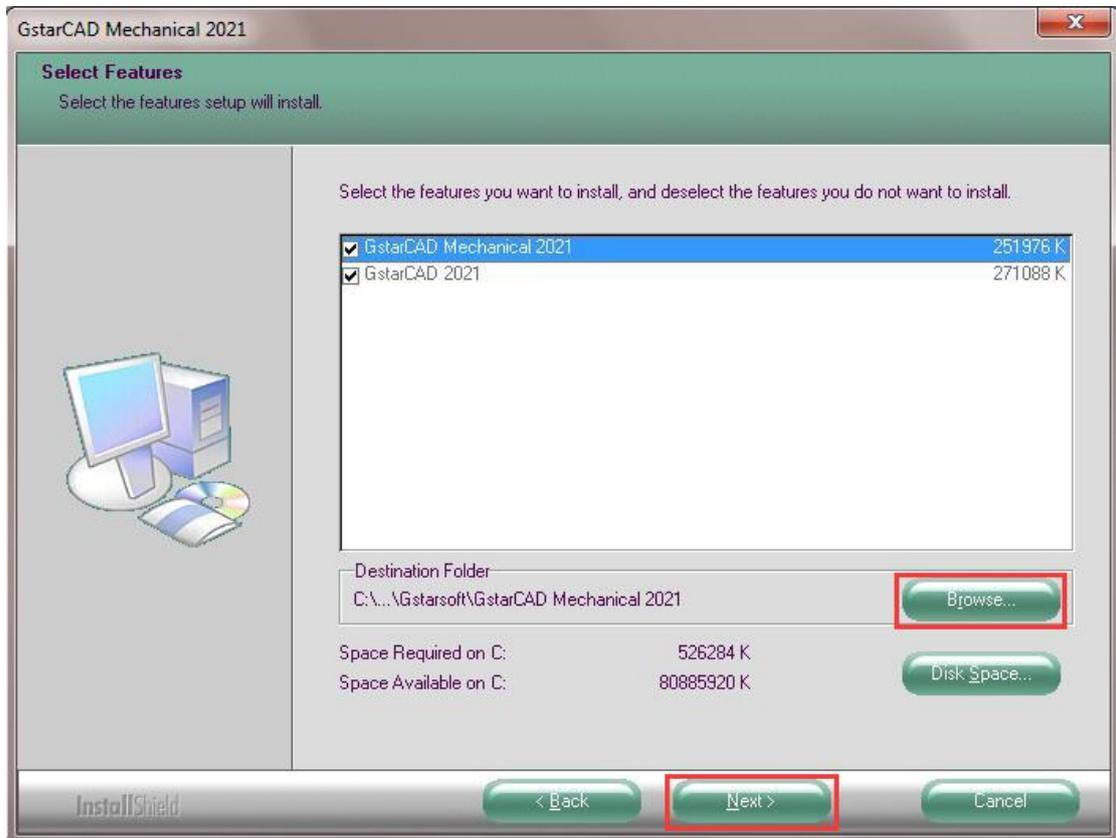 GstarCAD Mechanical 2021
Select Features
Select the features setup will install.
Select the features you want to install, and deselect the features you do not want to install.
GstarCAD Mechanical 2021 251976 K
GstarCAD 2021 271088 K
Destination Folder
C:\...\Gstarsoft\GstarCAD Mechanical 2021
Browse...
Space Required on C: 526284 K
Space Available on C: 80885920 K
Disk Space...
InstallShield
< Back
Next >
Cancel